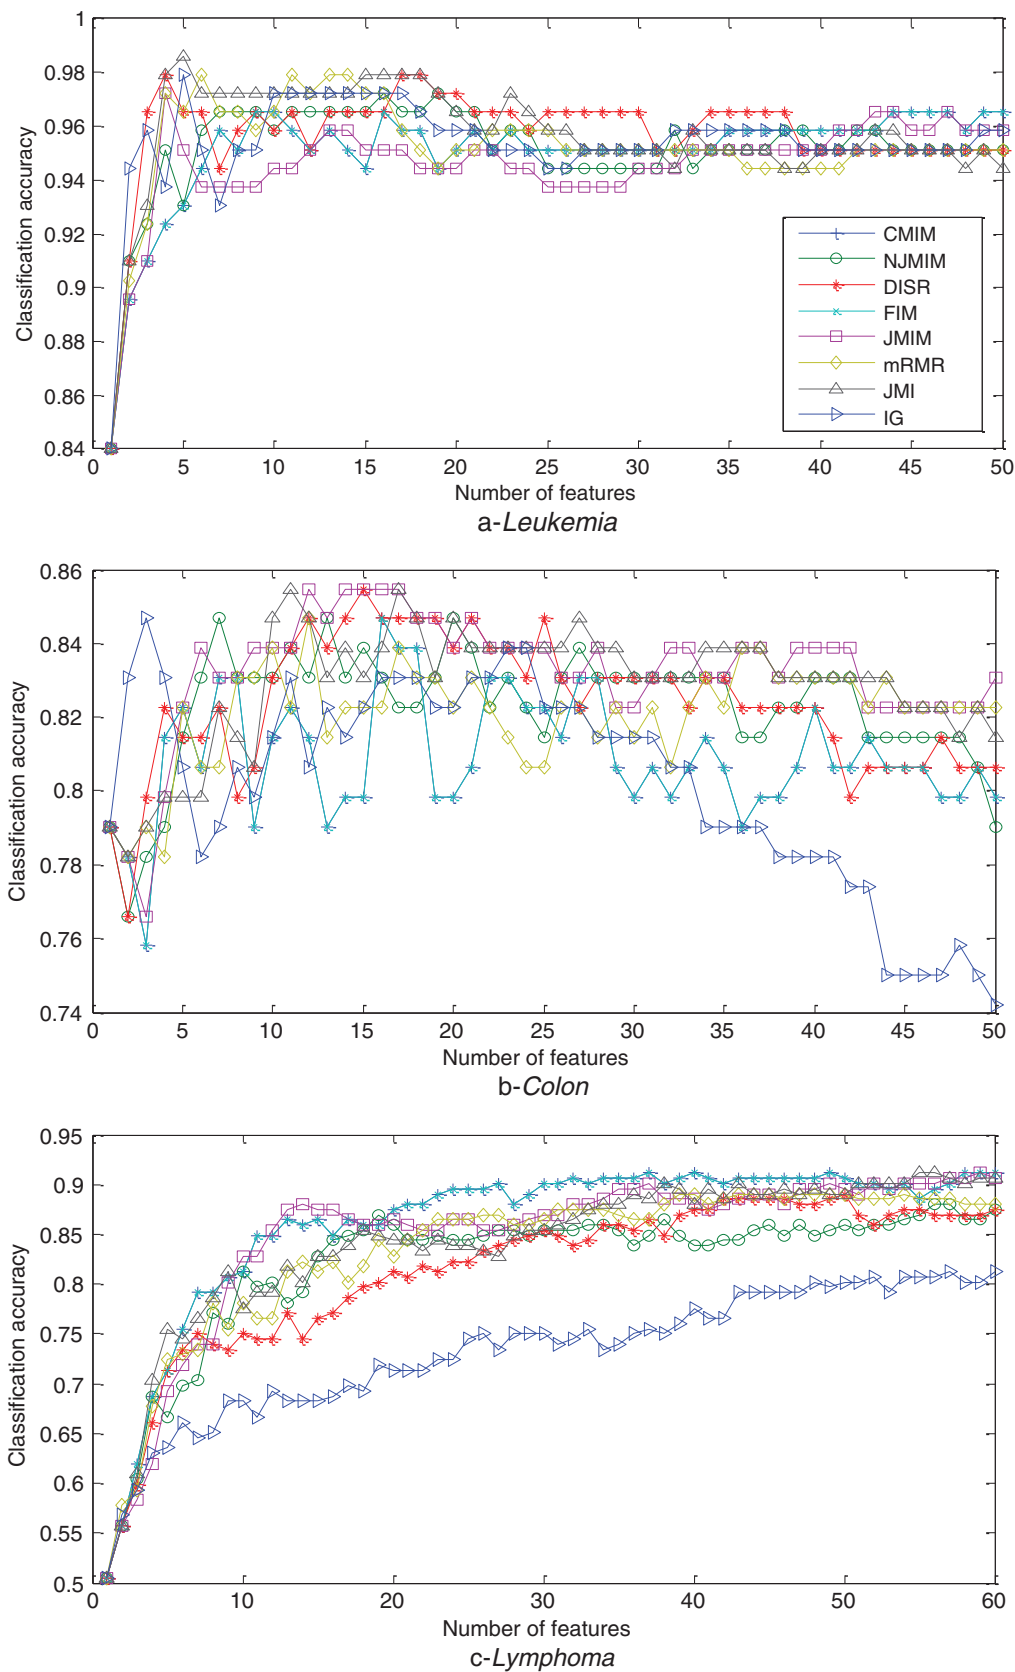 1
0.98
0.96
0.94
0.92
0.9
0.88
0.86
0.84
Classification accuracy
CMIM
NJMIM
DISR
FIM
JMIM
mRMR
JMI
IG
0 5 10 15 20 25 30 35 40 45 50
Number of features
a-Leukemia
0.86
0.84
0.82
0.8
0.78
0.76
0.74
Classification accuracy
0 5 10 15 20 25 30 35 40 45 50
Number of features
b-Colon
0.95
0.9
0.85
0.8
0.75
0.7
0.65
0.6
0.55
0.5
Classification accuracy
0 10 20 30 40 50 60
Number of features
c-Lymphoma